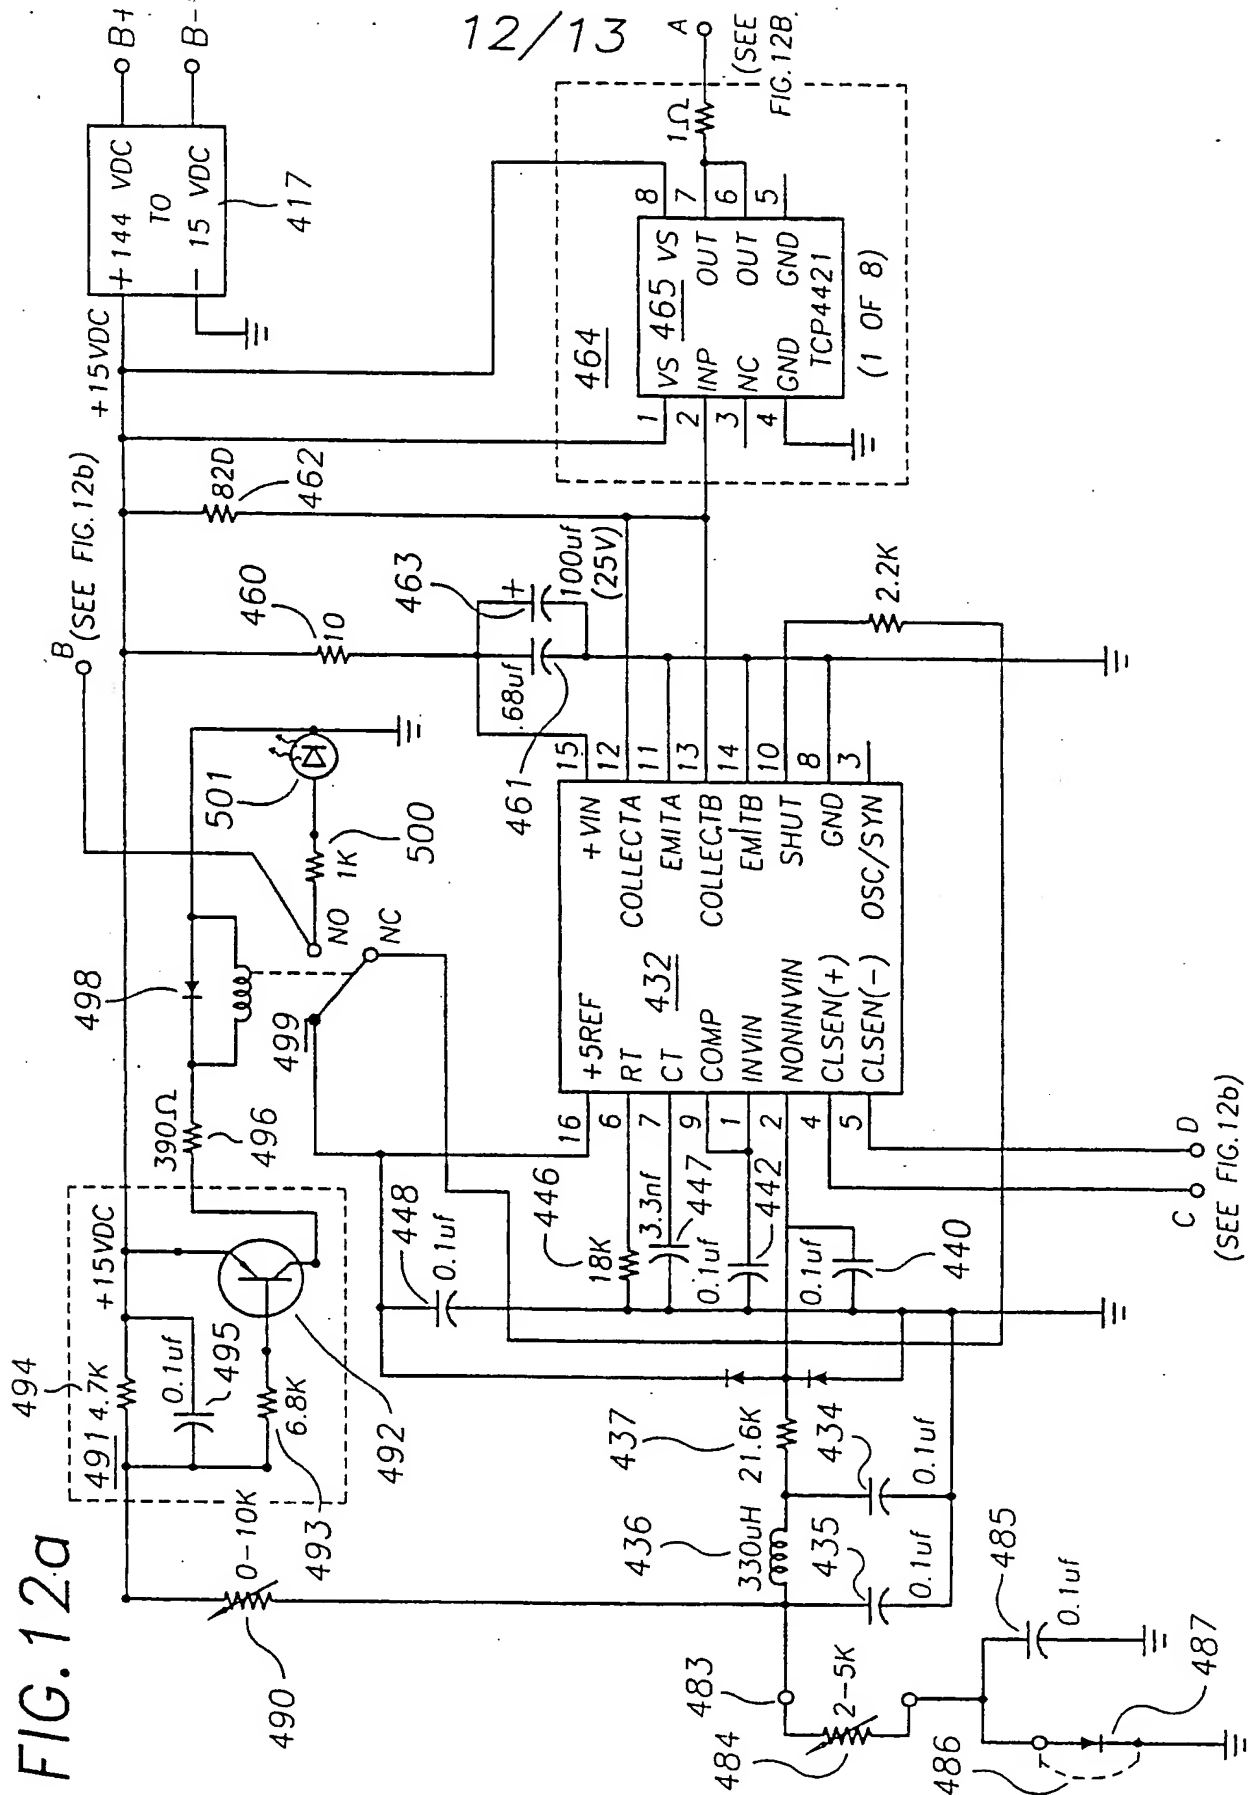 12/13
FIG.12a
B+
B-
+144 VDC
TO
- 15 VDC
417
+15VDC
B
(SEE FIG.12b)
A
(SEE
FIG.12B.
1Ω
464
465
1 VS
2 INP
3 NC
4 GND
VS 8
OUT 7
OUT 6
GND 5
TCP4421
(1 OF 8)
82D
462
460
10
463
+
100uf
(25V)
.68uf
461
2.2K
501
500
1K
NO
NC
498
499
390Ω
496
+15VDC
494
4.7K
491
0.1uf
495
6.8K
493
492
0-10K
490
432
16 +5REF
6 RT
7 CT
9 COMP
1 INVIN
2 NONINVIN
4 CLSEN(+)
5 CLSEN(-)
+VIN 15
COLLECTA 12
EMITA 11
COLLECTB 13
EMITB 14
SHUT 10
GND 8
OSC/SYN 3
448
0.1uf
446
18K
3.3nf
447
0.1uf
442
0.1uf
440
437
21.6K
436
330uH
434
0.1uf
435
0.1uf
483
484
2-5K
485
0.1uf
486
487
C
D
(SEE FIG.12b)